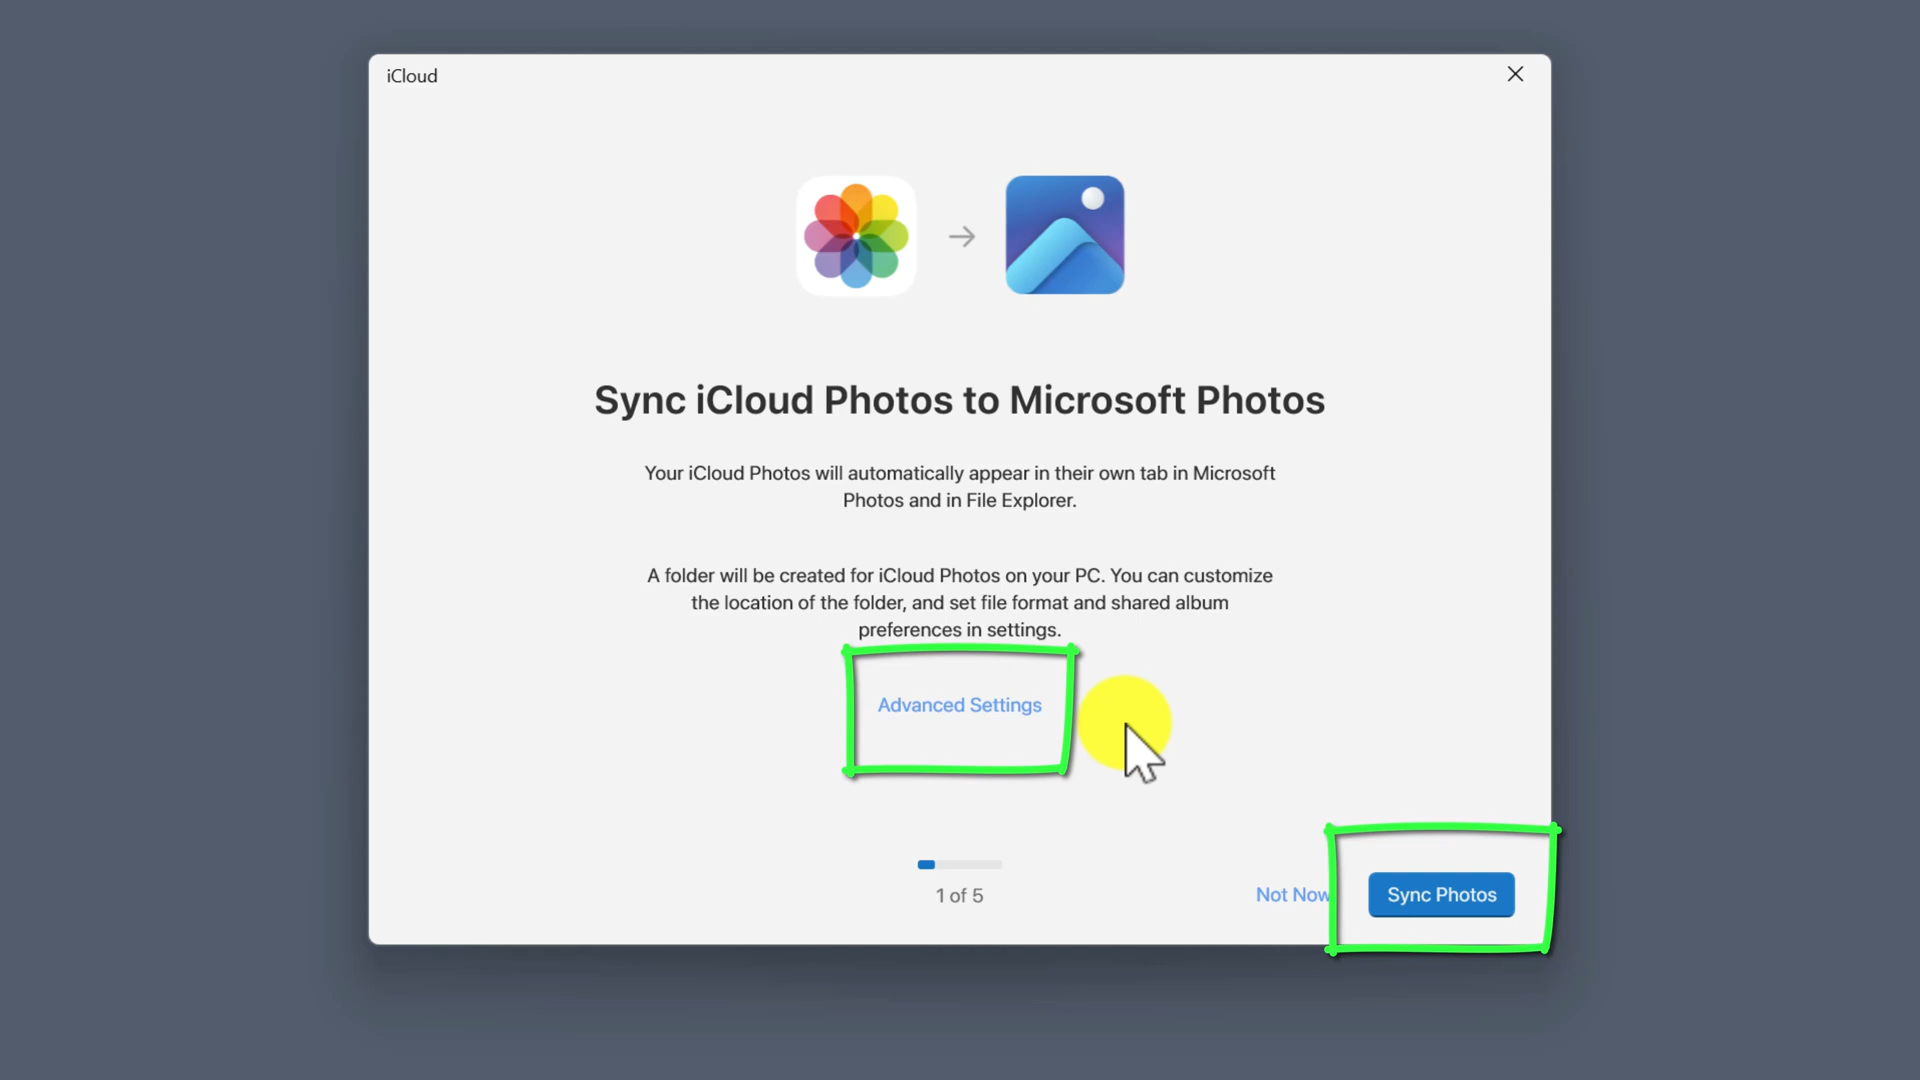 iCloud
Sync iCloud Photos to Microsoft Photos
Your iCloud Photos will automatically appear in their own tab in Microsoft
Photos and in File Explorer.
A folder will be created for iCloud Photos on your PC. You can customize
the location of the folder, and set file format and shared album
preferences in settings.
Advanced Settings
1 of 5
Not Now
Sync Photos